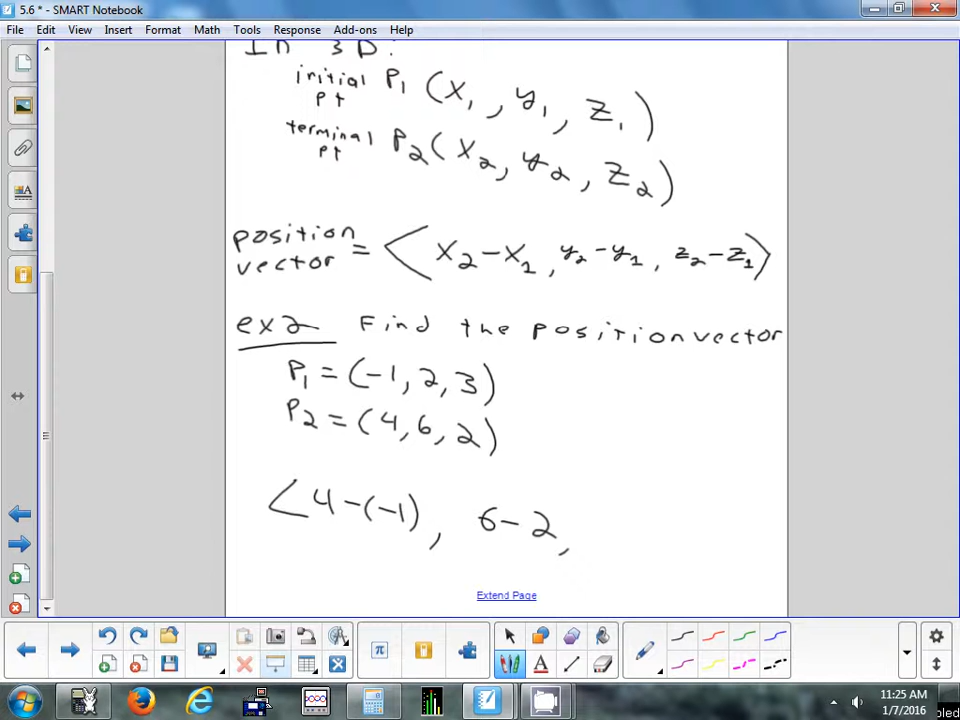 5.6 * - SMART Notebook
File Edit View Insert Format Math Tools Response Add-ons Help
In 3D:
initial pt P₁ (x₁, y₁, z₁)
terminal pt P₂ (x₂, y₂, z₂)
position vector = <x₂-x₁, y₂-y₁, z₂-z₁>
ex2 Find the position vector
P₁ = (-1, 2, 3)
P₂ = (4, 6, 2)
<4-(-1), 6-2,
Extend Page
11:25 AM
1/7/2016